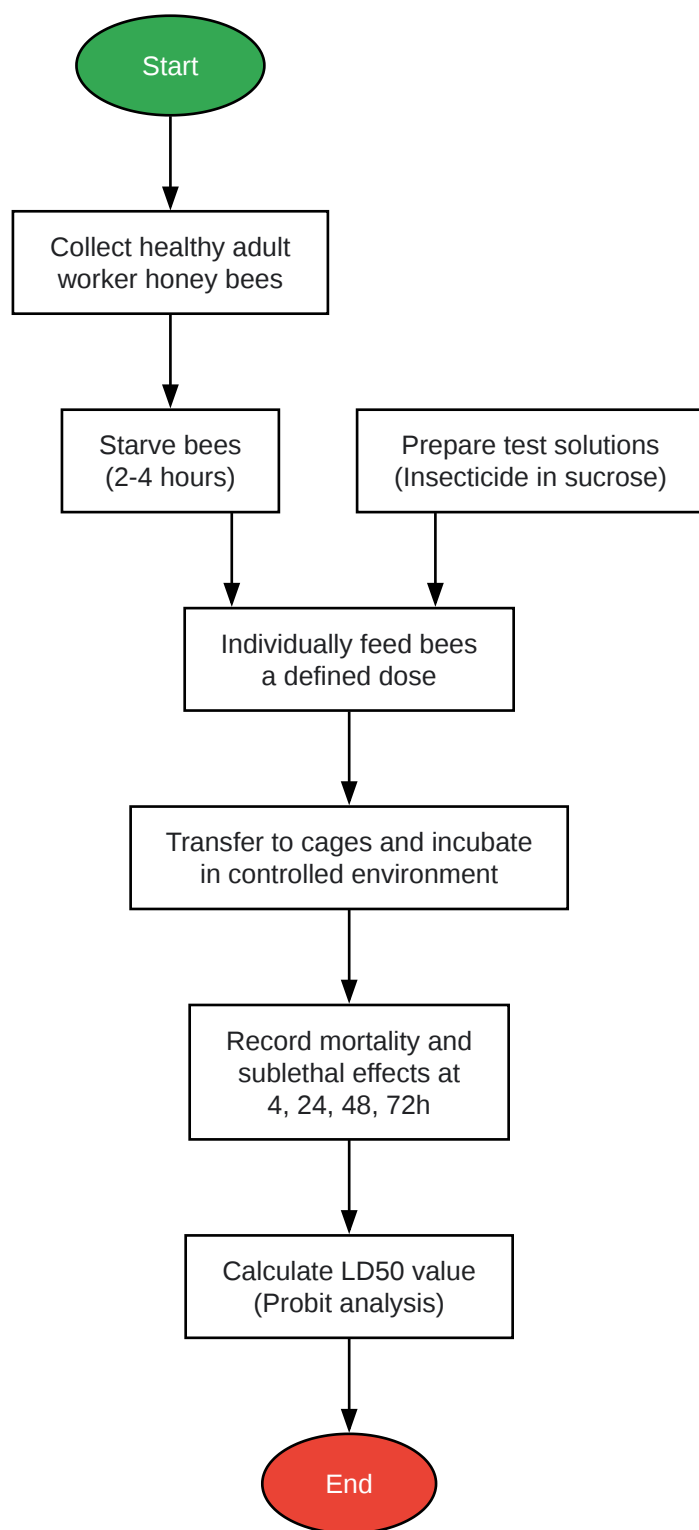 Start
Collect healthy adult
worker honey bees
Starve bees
(2-4 hours)
Prepare test solutions
(Insecticide in sucrose)
Individually feed bees
a defined dose
Transfer to cages and incubate
in controlled environment
Record mortality and
sublethal effects at
4, 24, 48, 72h
Calculate LD50 value
(Probit analysis)
End